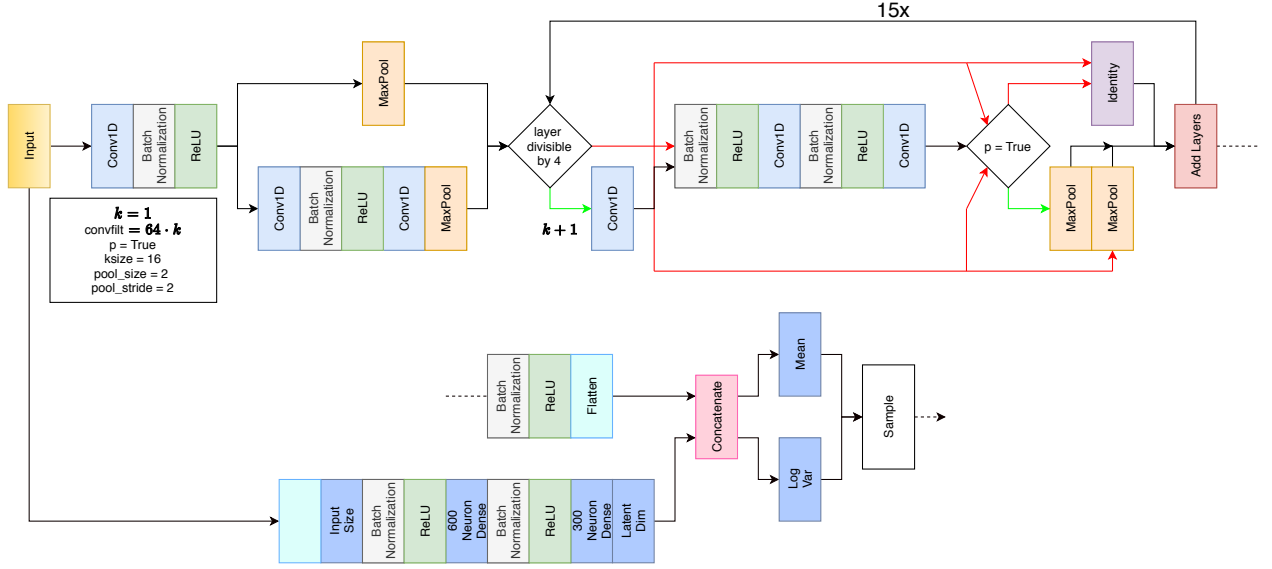 15x
Input
Conv1D
Batch
Normalization
ReLU
MaxPool
Conv1D
Batch
Normalization
ReLU
Conv1D
MaxPool
k = 1
convfilt = 64 · k
p = True
ksize = 16
pool_size = 2
pool_stride = 2
layer
divisible
by 4
k + 1
Conv1D
Batch
Normalization
ReLU
Conv1D
Batch
Normalization
ReLU
Conv1D
p = True
Identity
MaxPool
MaxPool
Add Layers
Batch
Normalization
ReLU
Flatten
Concatenate
Mean
Log
Var
Sample
Input
Size
Batch
Normalization
ReLU
600
Neuron
Dense
Batch
Normalization
ReLU
300
Neuron
Dense
Latent
Dim